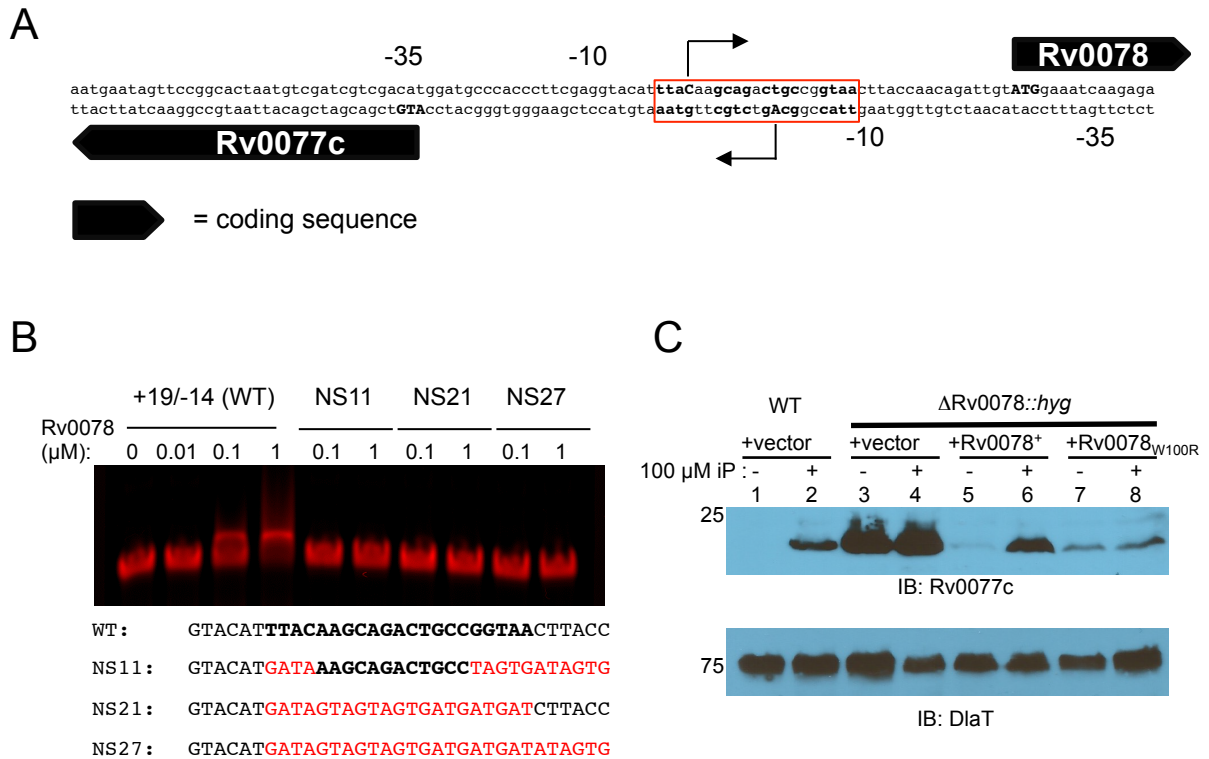 A
-35 -10 Rv0078
aatgaatagttccggcactaatgtcgatcgtcgacatggatgcccacccttcgaggtacatttaCaagcagactgccggtaacttaccaacagattgtATGgaaatcaagaga
ttacttatcaaggccgtaattacagctagcagctGTAcctacgggtgggaagctccatgtaaatgttcgtctgAcggccattgaatggttgtctaacataccttttagttctct
Rv0077c -10 -35
= coding sequence
B
+19/-14 (WT) NS11 NS21 NS27
Rv0078
(µM): 0 0.01 0.1 1 0.1 1 0.1 1 0.1 1
WT: GTACATTTACAAGCAGACTGCCGGTAACTTACC
NS11: GTACATGATAAAGCAGACTGCCTAGTGATAGTG
NS21: GTACATGATAGTAGTAGTGATGATGATCTTACC
NS27: GTACATGATAGTAGTAGTGATGATGATATAGTG
C
WT ΔRv0078::hyg
+vector +vector +Rv0078+ +Rv0078W100R
100 µM iP : - + - + - + - +
1 2 3 4 5 6 7 8
25
IB: Rv0077c
75
IB: DlaT